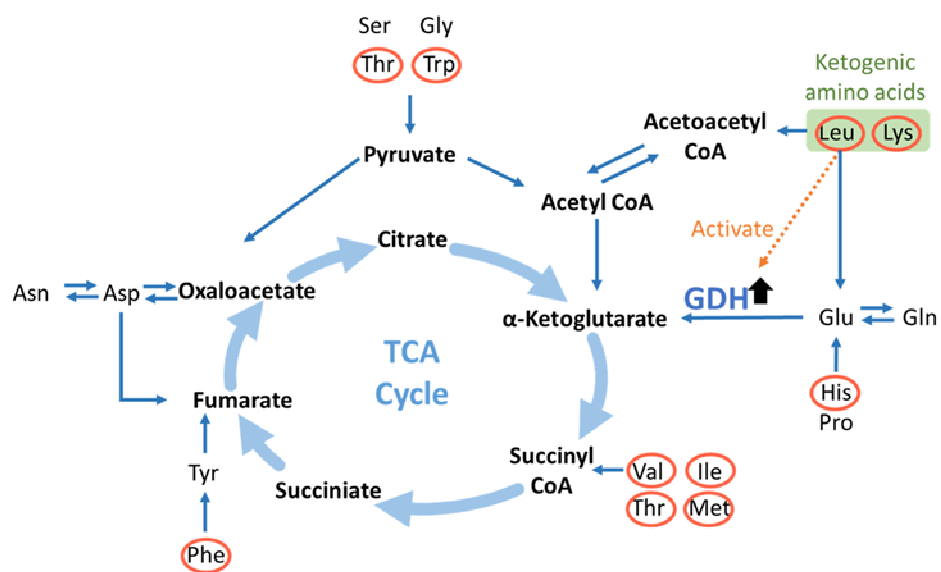 Ser Gly
Thr Trp
Ketogenic
amino acids
Leu Lys
Acetoacetyl
CoA
Pyruvate
Acetyl CoA
Activate
Citrate
Asn
Asp
Oxaloacetate
GDH
α-Ketoglutarate
Glu
Gln
TCA
Cycle
His
Pro
Fumarate
Tyr
Succinyl
CoA
Val Ile
Thr Met
Succiniate
Phe